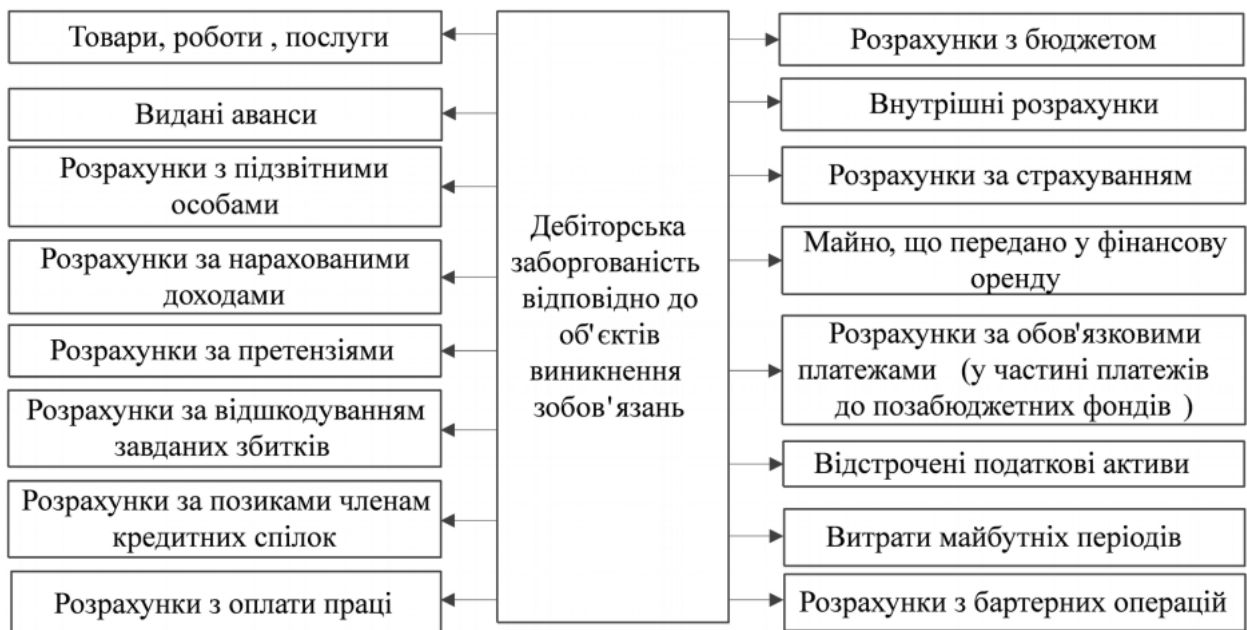 Товари, роботи , послуги
Видані аванси
Розрахунки з підзвітними
особами
Розрахунки за нарахованими
доходами
Розрахунки за претензіями
Розрахунки за відшкодуванням
завданих збитків
Розрахунки за позиками членам
кредитних спілок
Розрахунки з оплати праці
Дебіторська
заборгованість
відповідно до
об'єктів
виникнення
зобов'язань
Розрахунки з бюджетом
Внутрішні розрахунки
Розрахунки за страхуванням
Майно, що передано у фінансову
оренду
Розрахунки за обов'язковими
платежами (у частині платежів
до позабюджетних фондів )
Відстрочені податкові активи
Витрати майбутніх періодів
Розрахунки з бартерних операцій